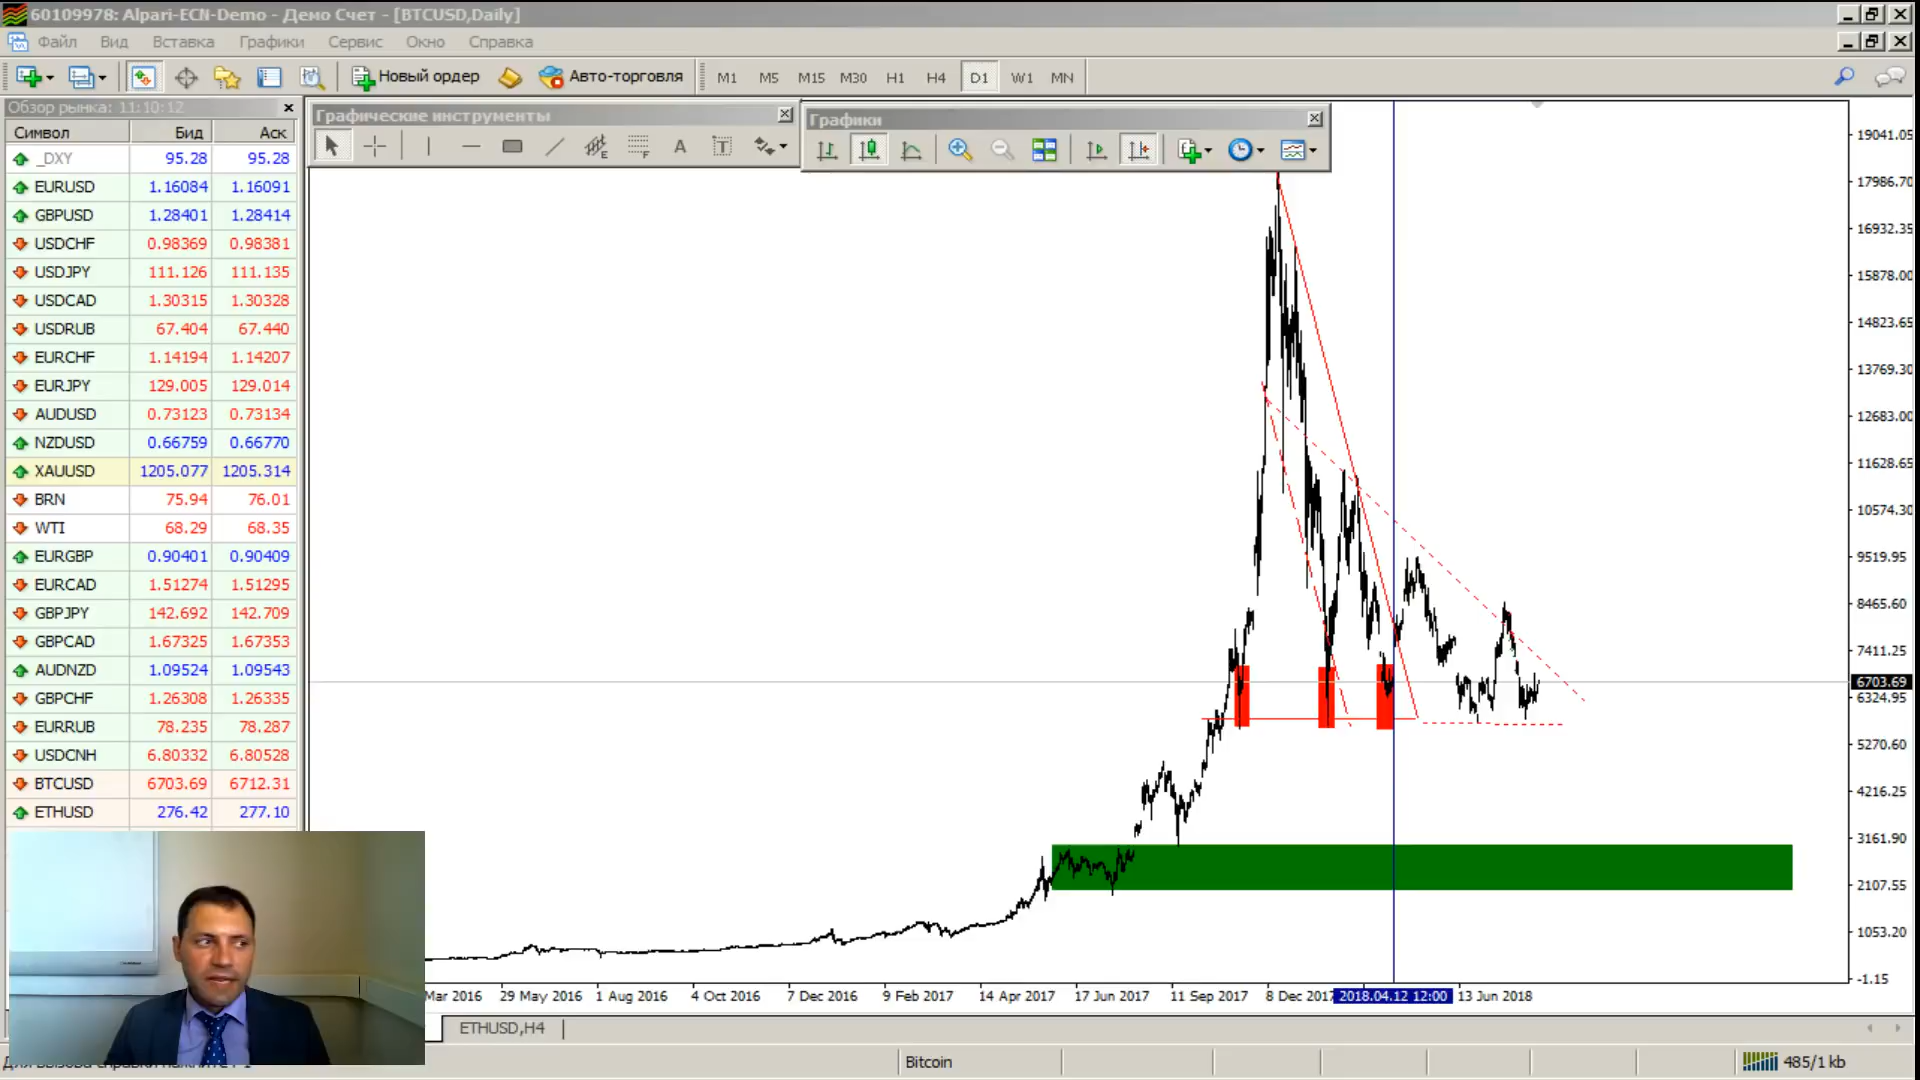 60109978: Alpari-ECN-Demo - Демо Счет - [BTCUSD,Daily]
Файл Вид Вставка Графики Сервис Окно Справка
Новый ордер Авто-торговля M1 M5 M15 M30 H1 H4 D1 W1 MN
Обзор рынка: 11:10:12
Графические инструменты
Графики
Символ Бид Аск
_DXY 95.28 95.28
EURUSD 1.16084 1.16091
GBPUSD 1.28401 1.28414
USDCHF 0.98369 0.98381
USDJPY 111.126 111.135
USDCAD 1.30315 1.30328
USDRUB 67.404 67.440
EURCHF 1.14194 1.14207
EURJPY 129.005 129.014
AUDUSD 0.73123 0.73134
NZDUSD 0.66759 0.66770
XAUUSD 1205.077 1205.314
BRN 75.94 76.01
WTI 68.29 68.35
EURGBP 0.90401 0.90409
EURCAD 1.51274 1.51295
GBPJPY 142.692 142.709
GBPCAD 1.67325 1.67353
AUDNZD 1.09524 1.09543
GBPCHF 1.26308 1.26335
EURRUB 78.235 78.287
USDCNH 6.80332 6.80528
BTCUSD 6703.69 6712.31
ETHUSD 276.42 277.10
19041.05
17986.70
16932.35
15878.00
14823.65
13769.30
12683.00
11628.65
10574.30
9519.95
8465.60
7411.25
6703.69
6324.95
5270.60
4216.25
3161.90
2107.55
1053.20
-1.15
Mar 2016 29 May 2016 1 Aug 2016 4 Oct 2016 7 Dec 2016 9 Feb 2017 14 Apr 2017 17 Jun 2017 11 Sep 2017 8 Dec 2017 2018.04.12 12:00 13 Jun 2018
ETHUSD,H4
Bitcoin
485/1 kb